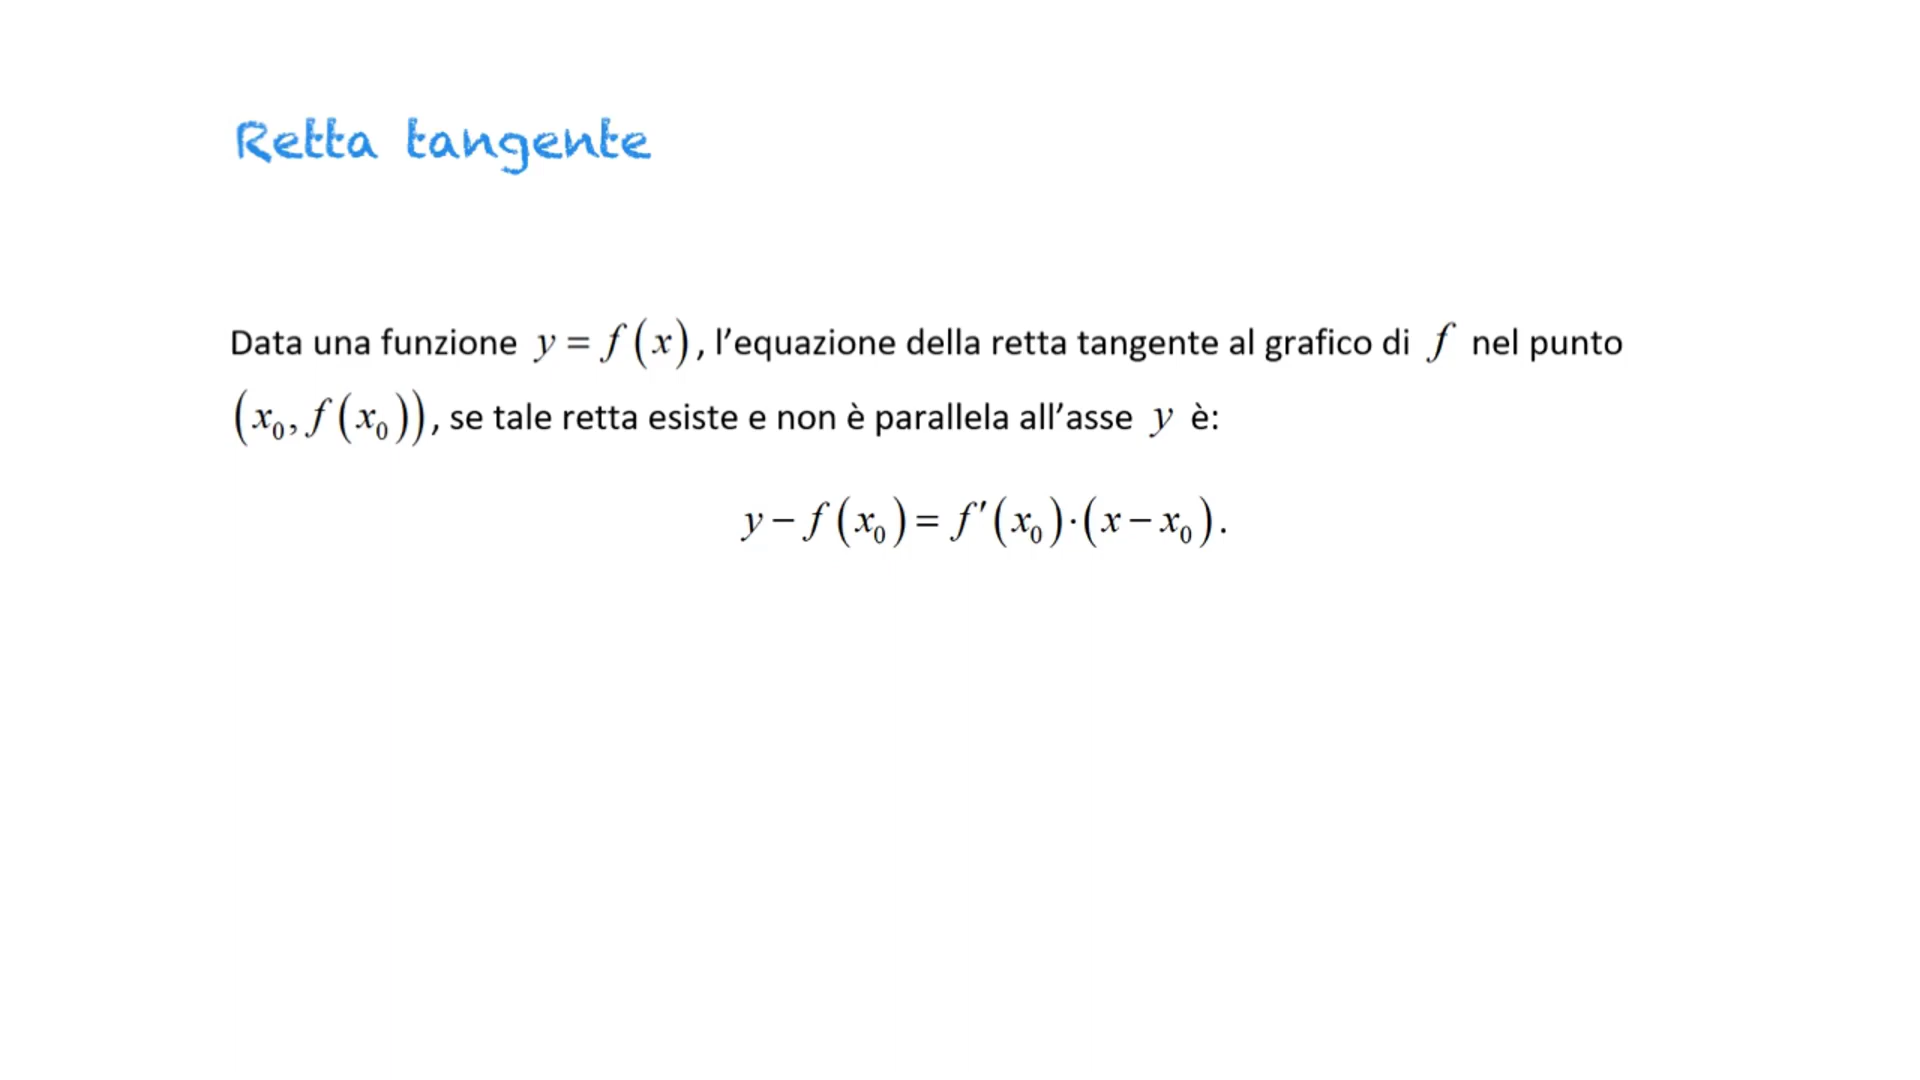 Retta tangente
Data una funzione y = f(x), l’equazione della retta tangente al grafico di f nel punto
(x₀, f(x₀)), se tale retta esiste e non è parallela all’asse y è:
y − f(x₀) = f′(x₀)·(x − x₀).